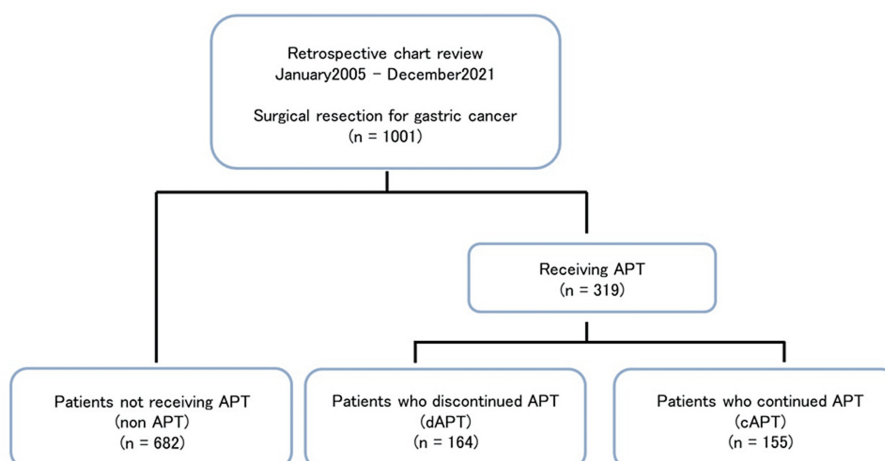 Retrospective chart review
January2005 - December2021
Surgical resection for gastric cancer
(n = 1001)
Receiving APT
(n = 319)
Patients not receiving APT
(non APT)
(n = 682)
Patients who discontinued APT
(dAPT)
(n = 164)
Patients who continued APT
(cAPT)
(n = 155)